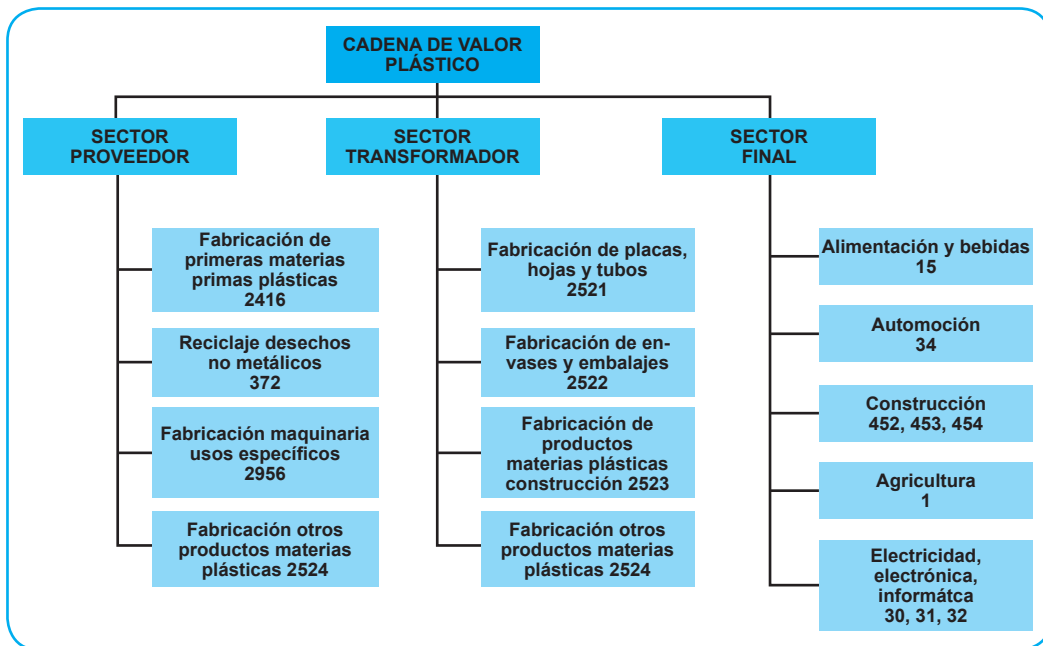 CADENA DE VALOR
PLÁSTICO
SECTOR
PROVEEDOR
Fabricación de
primeras materias
primas plásticas
2416
Reciclaje desechos
no metálicos
372
Fabricación maquinaria
usos específicos
2956
Fabricación otros
productos materias
plásticas 2524
SECTOR
TRANSFORMADOR
Fabricación de placas,
hojas y tubos
2521
Fabricación de en-
vases y embalajes
2522
Fabricación de
productos
materias plásticas
construcción 2523
Fabricación otros
productos materias
plásticas 2524
SECTOR
FINAL
Alimentación y bebidas
15
Automoción
34
Construcción
452, 453, 454
Agricultura
1
Electricidad,
electrónica,
informátca
30, 31, 32